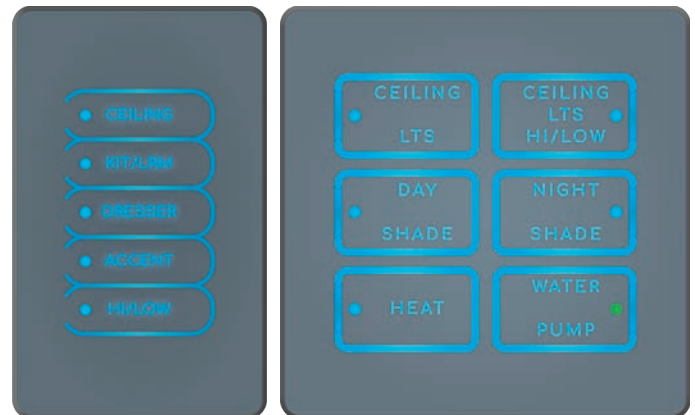 CEILING
KIT/LRM
DRESSER
ACCENT
HI/LOW
CEILING
LTS
CEILING
LTS
HI/LOW
DAY
SHADE
NIGHT
SHADE
HEAT
WATER
PUMP